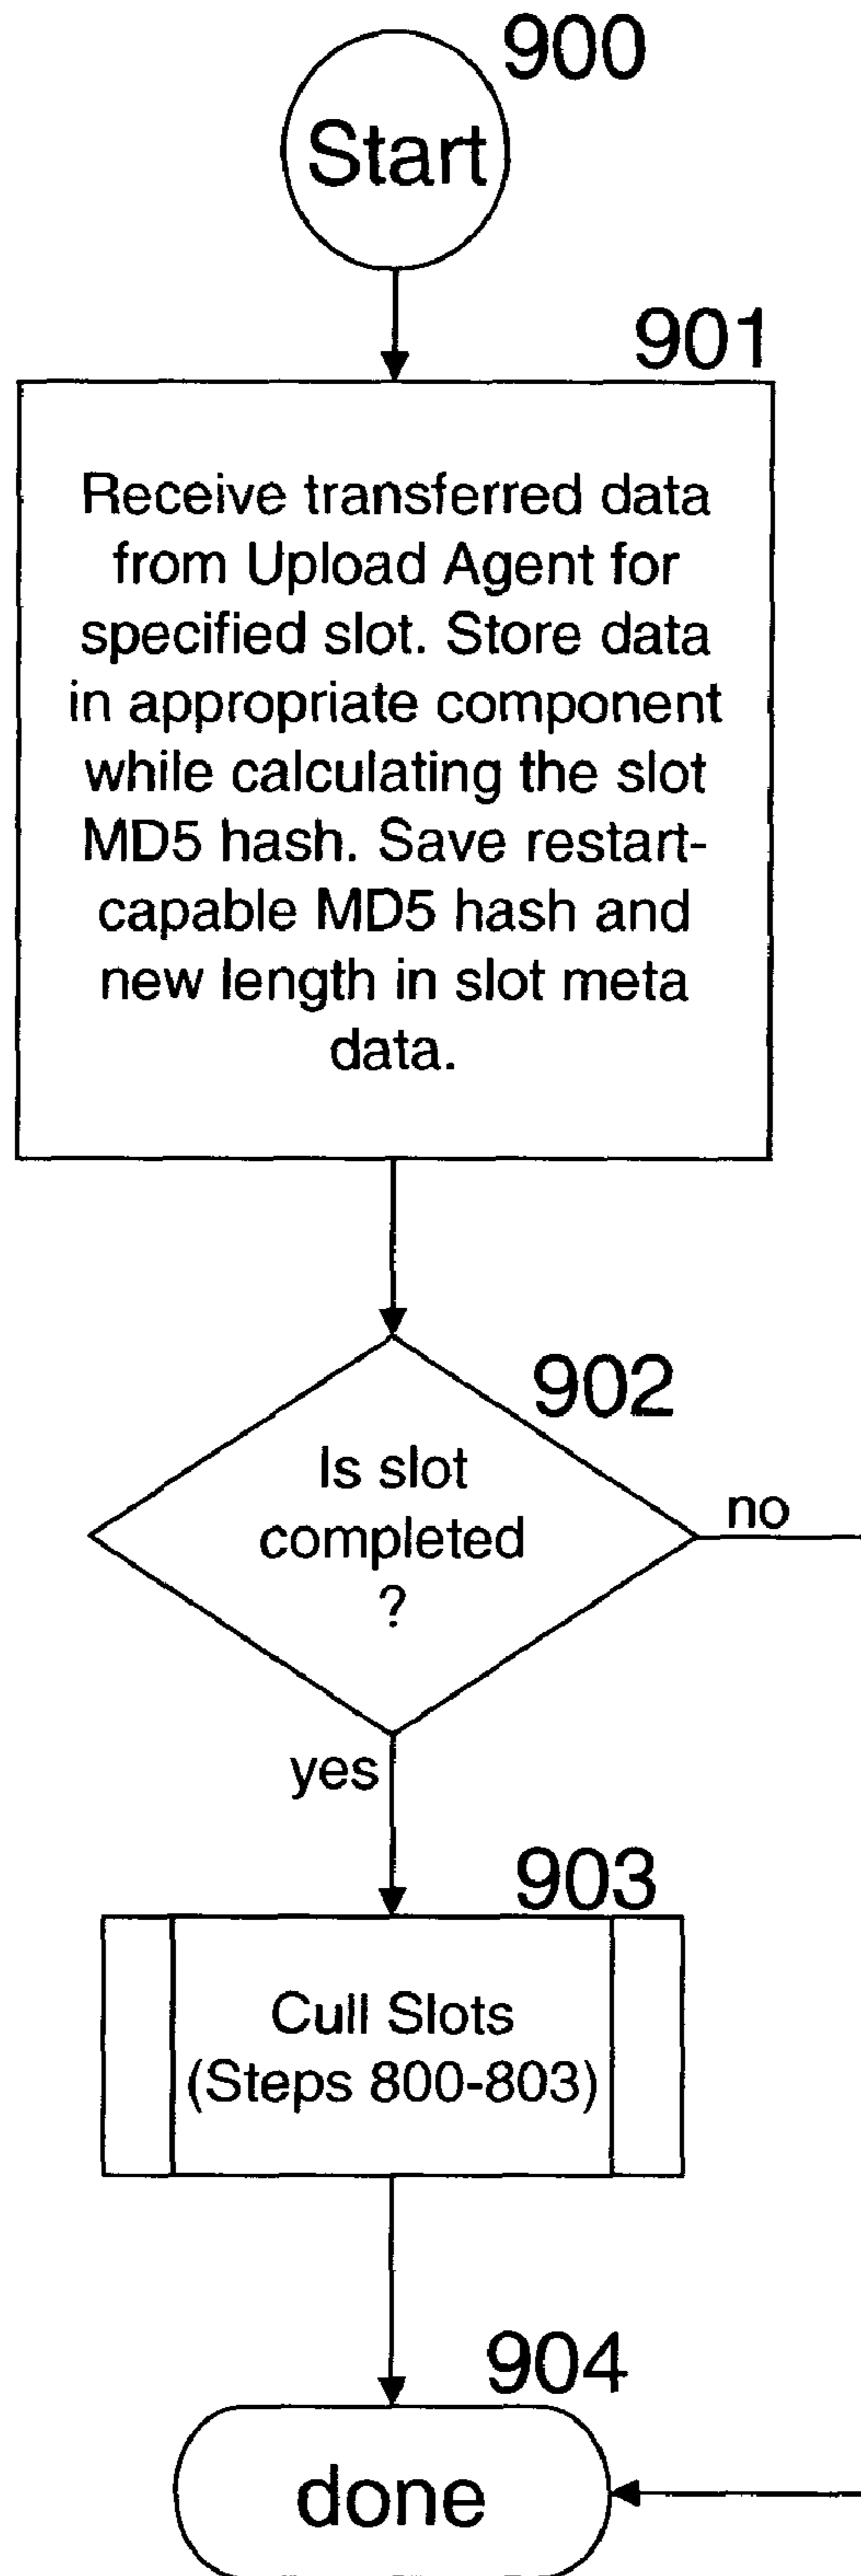 900
Start
901
Receive transferred data
from Upload Agent for
specified slot. Store data
in appropriate component
while calculating the slot
MD5 hash. Save restart-
capable MD5 hash and
new length in slot meta
data.
902
Is slot
completed
?
no
yes
903
Cull Slots
(Steps 800-803)
904
done